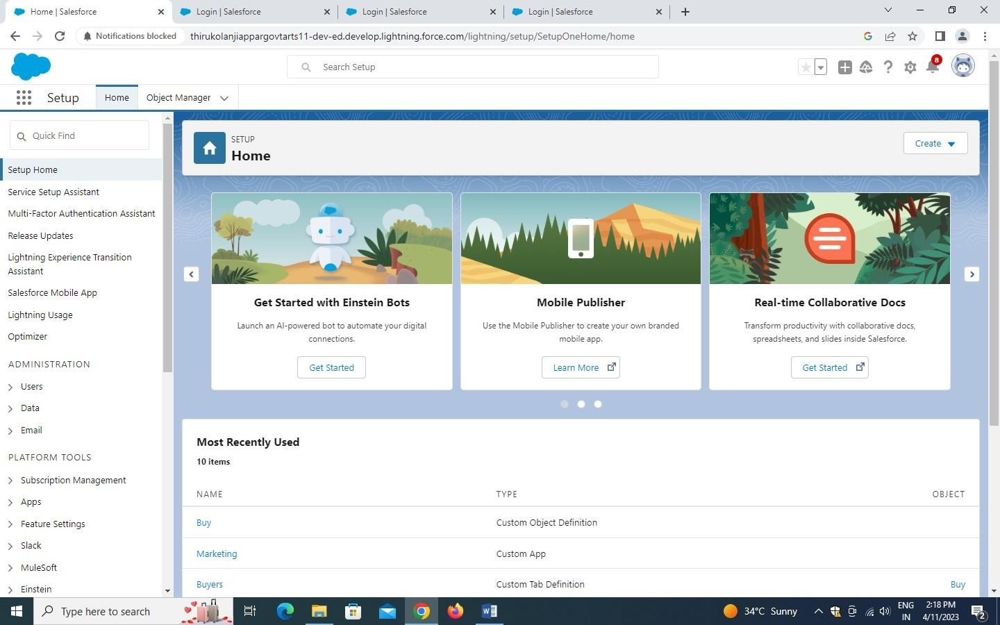 Home | Salesforce
Login | Salesforce
Login | Salesforce
Login | Salesforce
Notifications blocked
thirukolanjiappargovtarts11-dev-ed.develop.lightning.force.com/lightning/setup/SetupOneHome/home
Search Setup
8
Setup
Home
Object Manager
Quick Find
Setup Home
Service Setup Assistant
Multi-Factor Authentication Assistant
Release Updates
Lightning Experience Transition
Assistant
Salesforce Mobile App
Lightning Usage
Optimizer
ADMINISTRATION
Users
Data
Email
PLATFORM TOOLS
Subscription Management
Apps
Feature Settings
Slack
MuleSoft
Einstein
SETUP
Home
Create
Get Started with Einstein Bots
Launch an AI-powered bot to automate your digital
connections.
Get Started
Mobile Publisher
Use the Mobile Publisher to create your own branded
mobile app.
Learn More
Real-time Collaborative Docs
Transform productivity with collaborative docs,
spreadsheets, and slides inside Salesforce.
Get Started
Most Recently Used
10 items
NAME TYPE OBJECT
Buy Custom Object Definition
Marketing Custom App
Buyers Custom Tab Definition Buy
Type here to search
34°C Sunny
ENG
IN
2:18 PM
4/11/2023
2